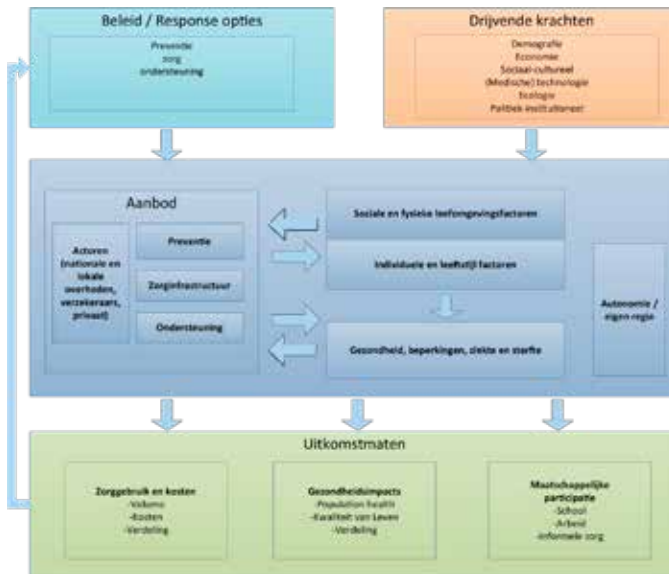 Beleid / Response opties
Preventie
zorg
ondersteuning
Drijvende krachten
Demografie
Economie
Sociaal-cultureel
(Medische) technologie
Ecologie
Politiek-institutioneel
Aanbod
Actoren
(nationale en
lokale
overheden,
verzekeraars,
privaat)
Preventie
Zorginfrastructuur
Ondersteuning
Sociale en fysieke leefomgevingsfactoren
Individuele en leefstijl factoren
Gezondheid, beperkingen, ziekte en sterfte
Autonomie /
eigen regie
Uitkomstmaten
Zorggebruik en kosten
-Volume
-Kosten
-Verdeling
Gezondheidsimpacts
-Population health
-Kwaliteit van Leven
-Verdeling
Maatschappelijke
participatie
-School
-Arbeid
-Informele zorg